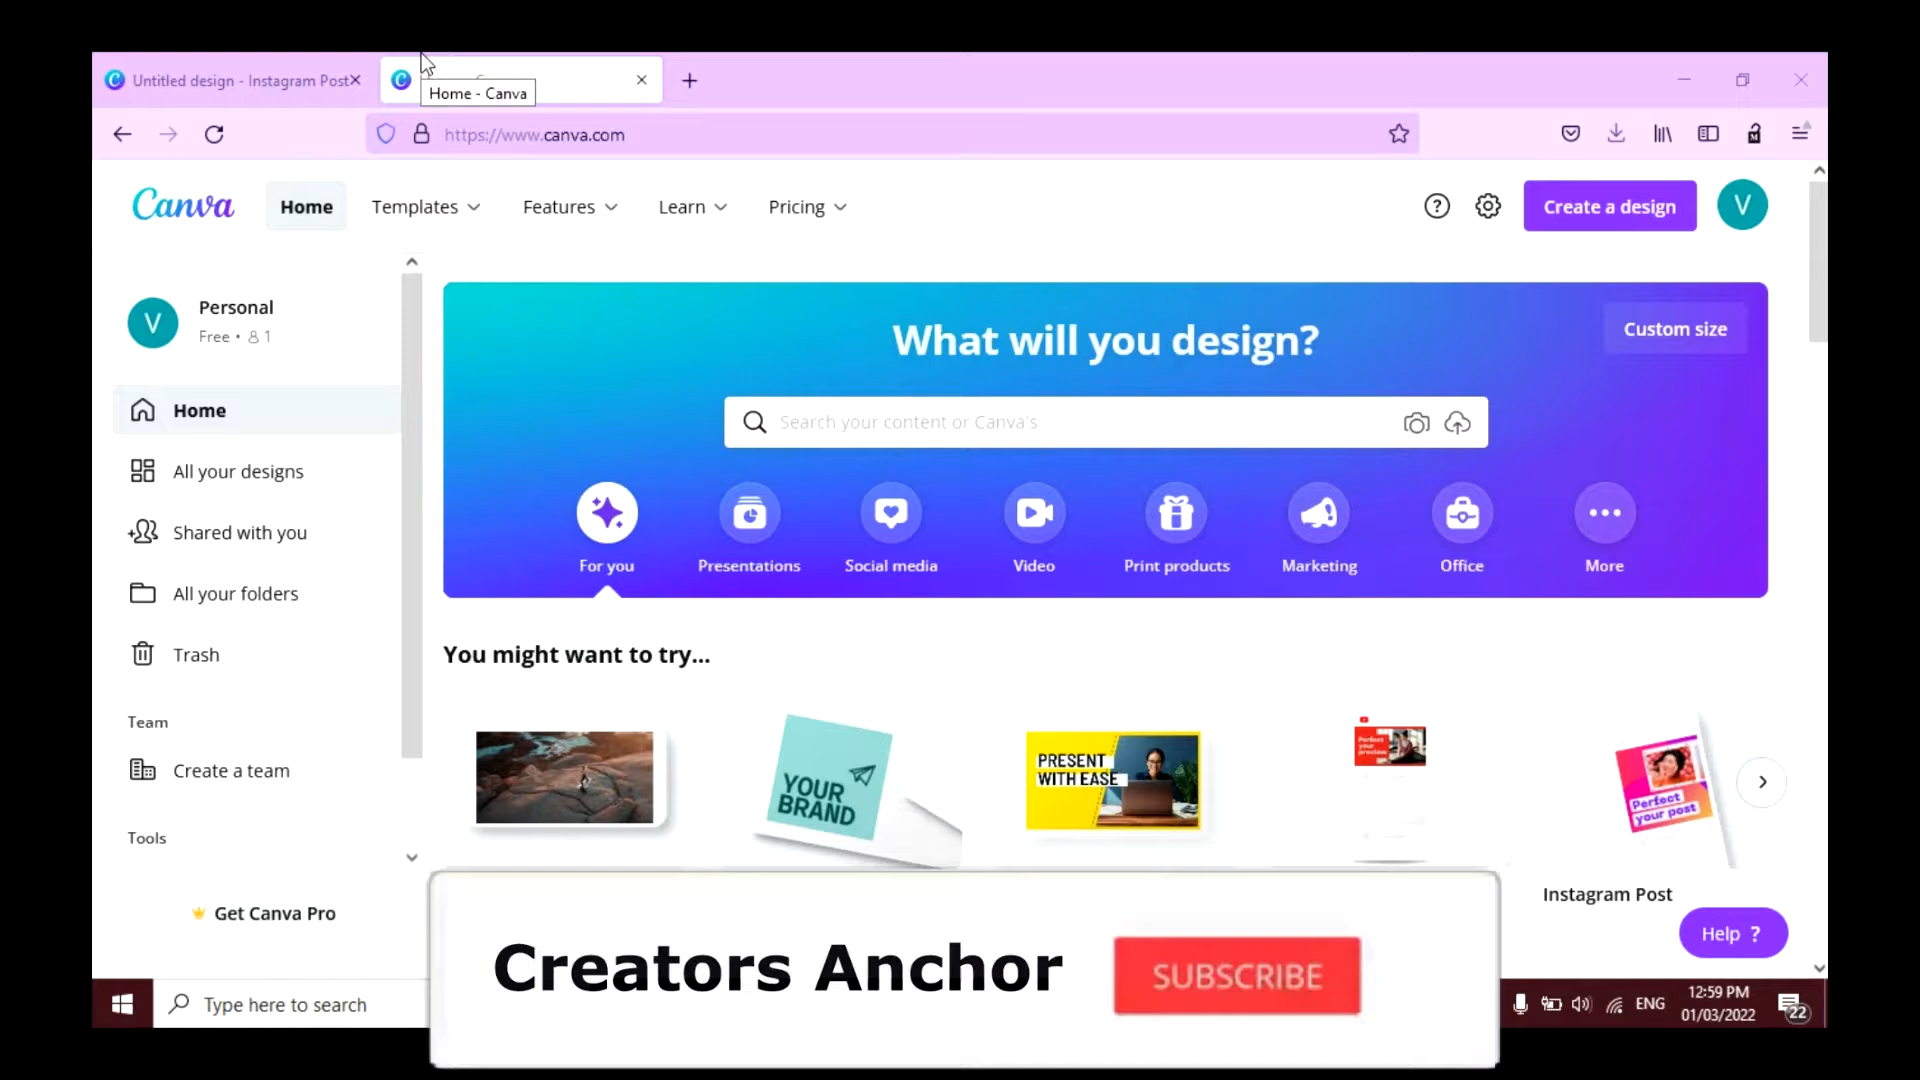 Untitled design - Instagram Post
Home - Canva
https://www.canva.com
Canva
Home
Templates
Features
Learn
Pricing
Create a design
V
V
Personal
Free • 1
Home
All your designs
Shared with you
All your folders
Trash
Team
Create a team
Tools
Get Canva Pro
What will you design?
Custom size
Search your content or Canva's
For you
Presentations
Social media
Video
Print products
Marketing
Office
More
You might want to try...
YOUR
BRAND
PRESENT
WITH EASE
Perfect
your
preview
Perfect
your post
Instagram Post
Help ?
Creators Anchor
SUBSCRIBE
Type here to search
ENG
12:59 PM
01/03/2022
22